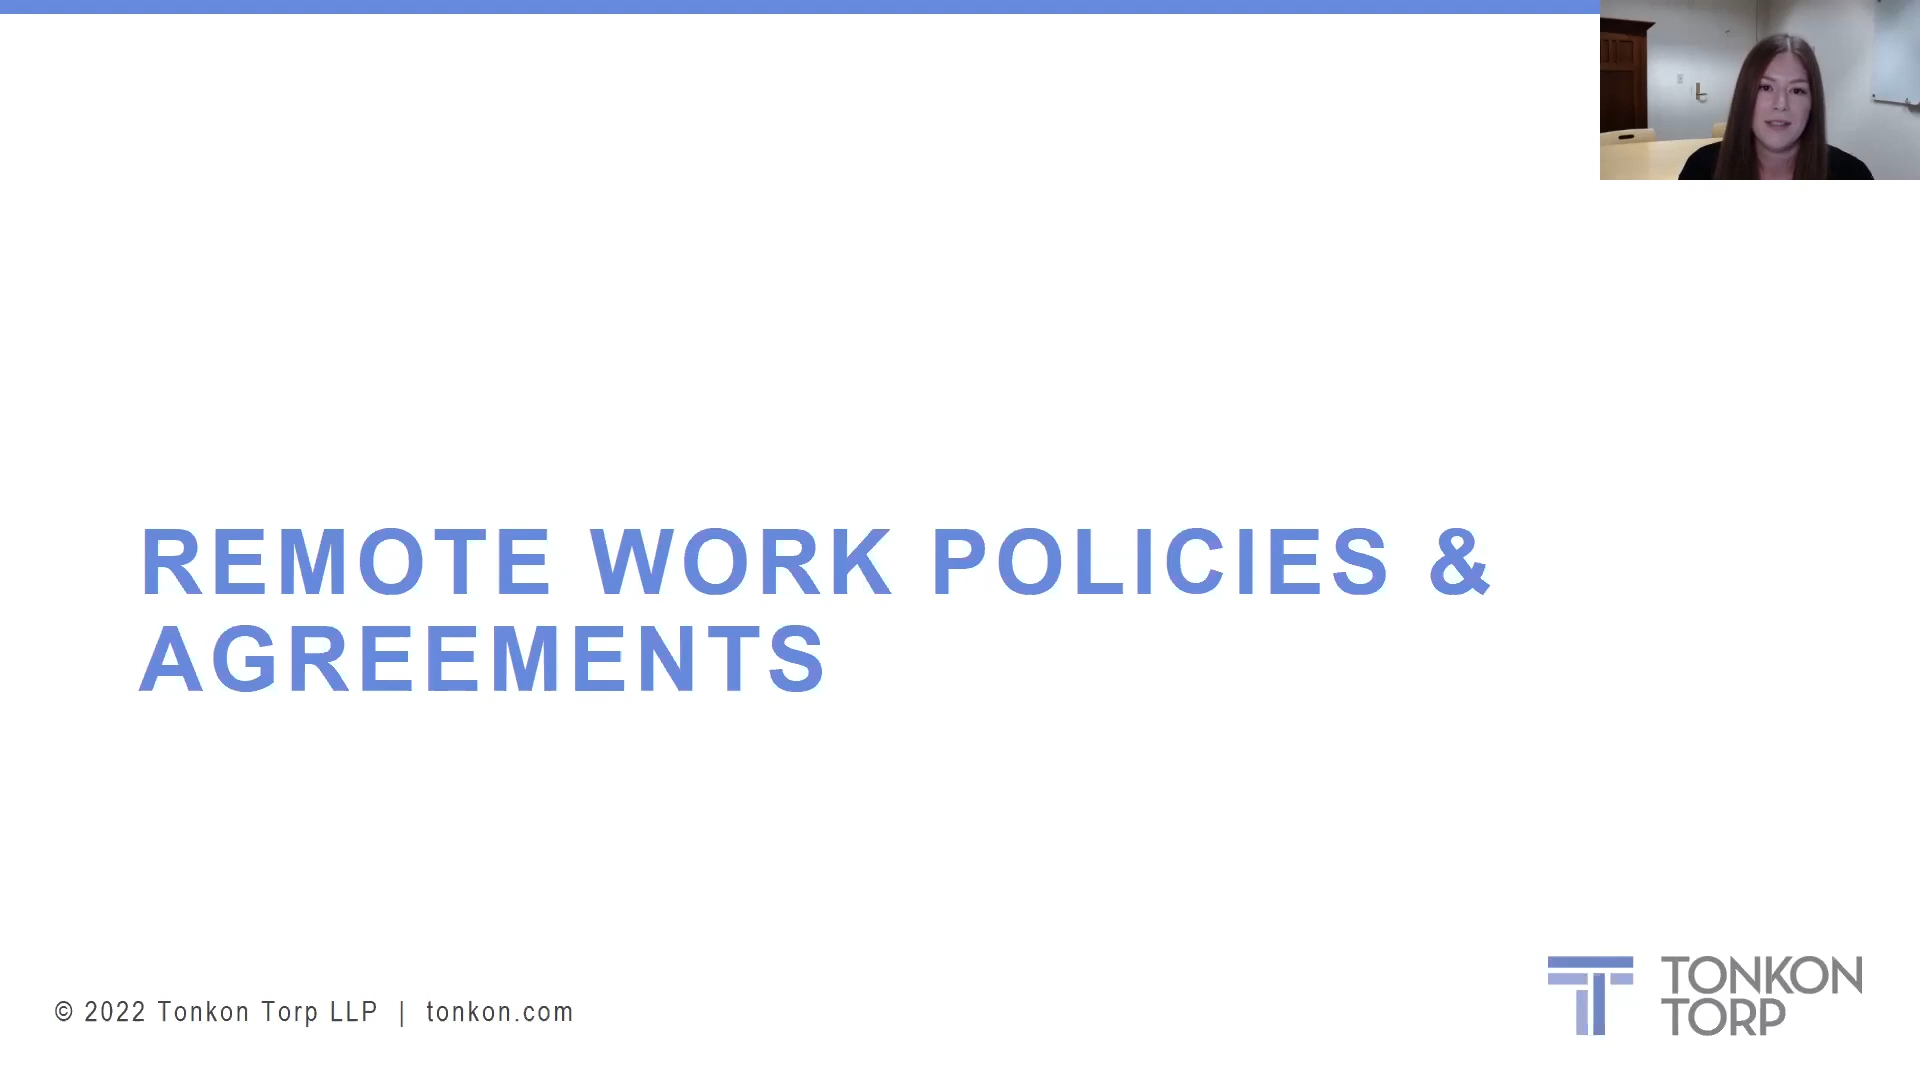 REMOTE WORK POLICIES &
AGREEMENTS
© 2022 Tonkon Torp LLP | tonkon.com
TONKON
TORP